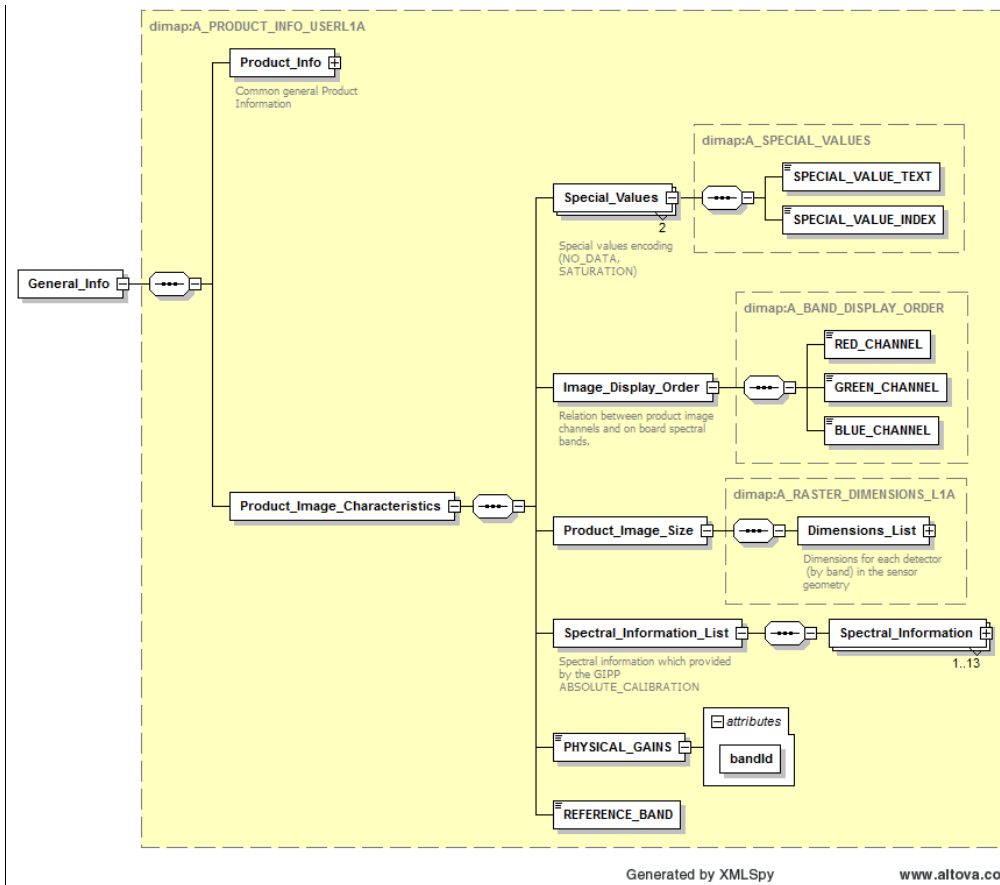 dimap:A_PRODUCT_INFO_USERL1A
Product_Info
Common general Product
Information
dimap:A_SPECIAL_VALUES
SPECIAL_VALUE_TEXT
Special_Values
SPECIAL_VALUE_INDEX
2
Special values encoding
(NO_DATA,
SATURATION)
General_Info
dimap:A_BAND_DISPLAY_ORDER
RED_CHANNEL
Image_Display_Order
GREEN_CHANNEL
Relation between product image
channels and on board spectral
bands.
BLUE_CHANNEL
Product_Image_Characteristics
dimap:A_RASTER_DIMENSIONS_L1A
Product_Image_Size
Dimensions_List
Dimensions for each detector
(by band) in the sensor
geometry
Spectral_Information_List
Spectral_Information
1..13
Spectral information which provided
by the GIPP
ABSOLUTE_CALIBRATION
attributes
PHYSICAL_GAINS
bandId
REFERENCE_BAND
Generated by XMLSpy
www.altova.co